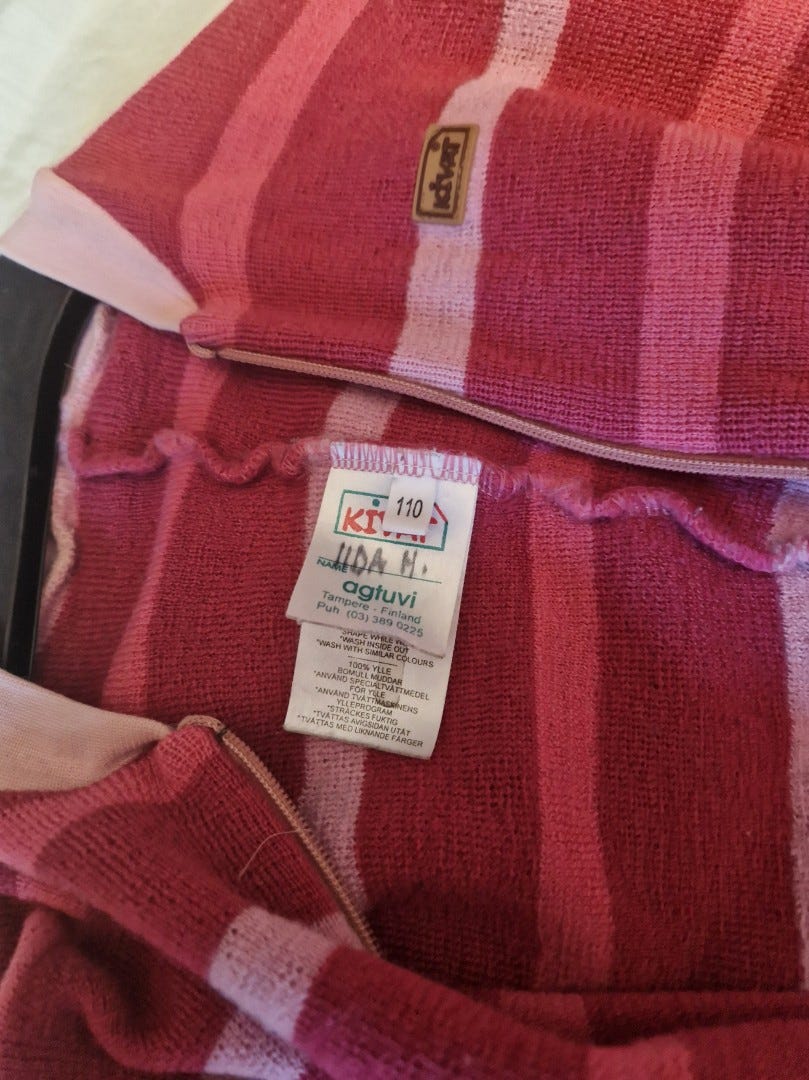 KIVAT
KIVAT
110
NAME IIDA H.
agtuvi
Tampere - Finland
Puh (03) 389 0225
*SHAPE WHILE
*WASH INSIDE OUT
*WASH WITH SIMILAR COLOURS
100% YLLE
BOMULL MUDDAR
*ANVÄND SPECIALTVÄTTMEDEL
FÖR YLLE
*ANVÄND TVÄTTMASKINENS
YLLEPROGRAM
*STRÄCKES FUKTIG
*TVÄTTAS AVIGSIDAN UTÅT
*TVÄTTAS MED LIKNANDE FÄRGER